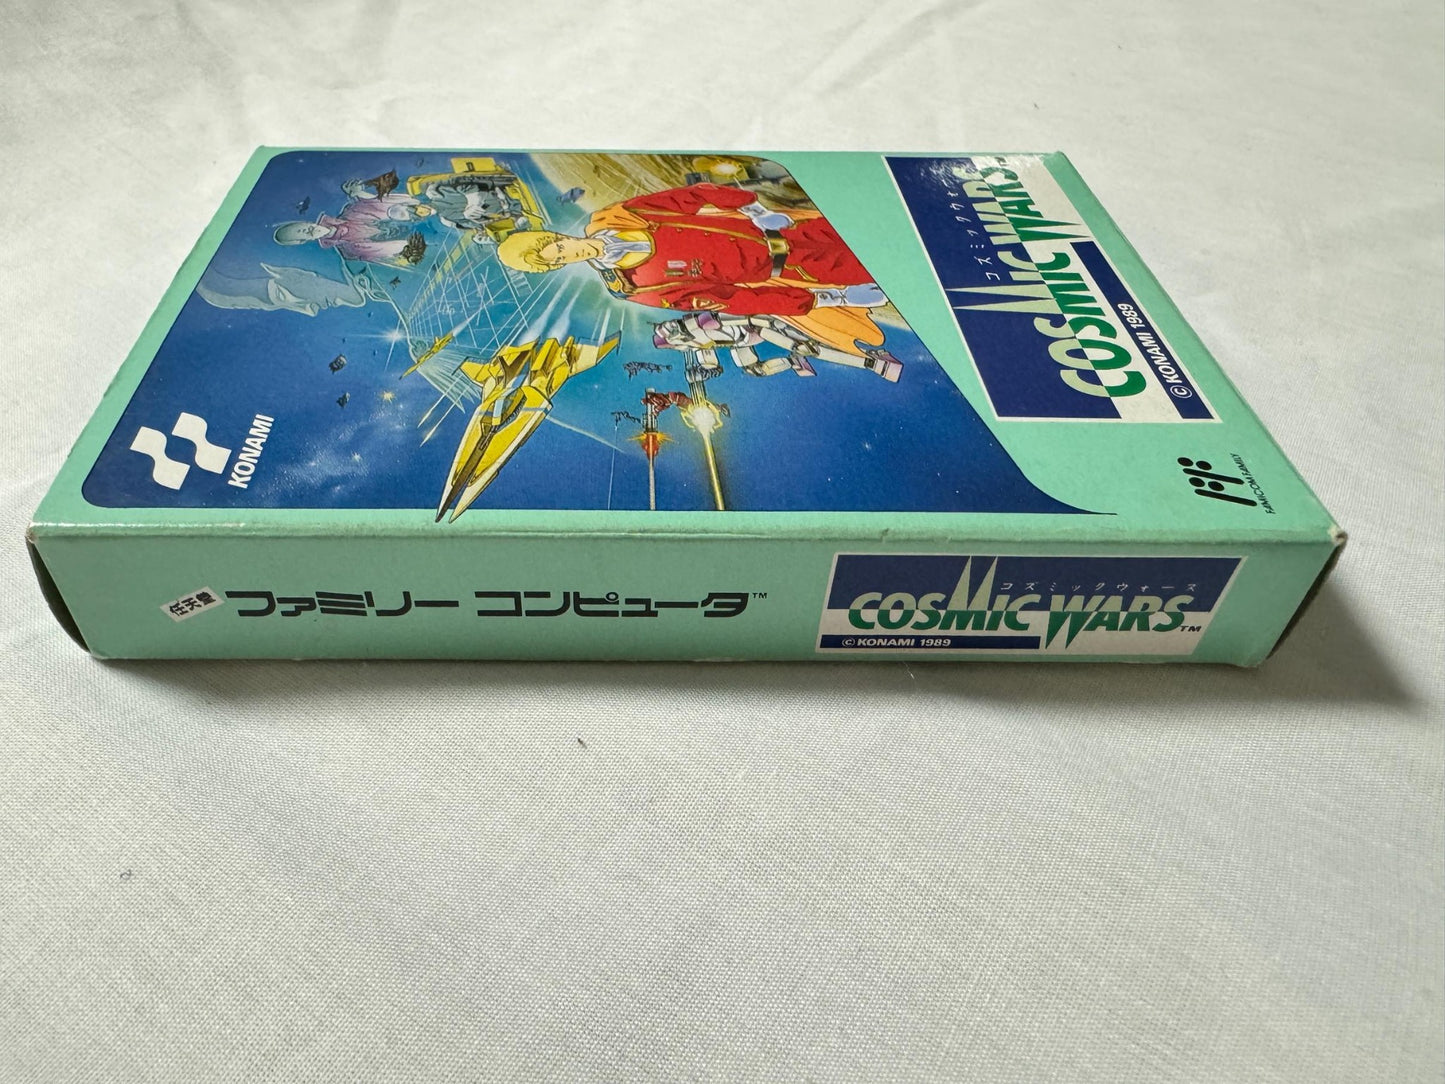 コズミックウォーズ
COSMIC WARS
© KONAMI 1989
KONAMI
FAMICOM FAMILY
任天堂
ファミリー コンピュータ™
コズミックウォーズ
COSMIC WARS™
© KONAMI 1989